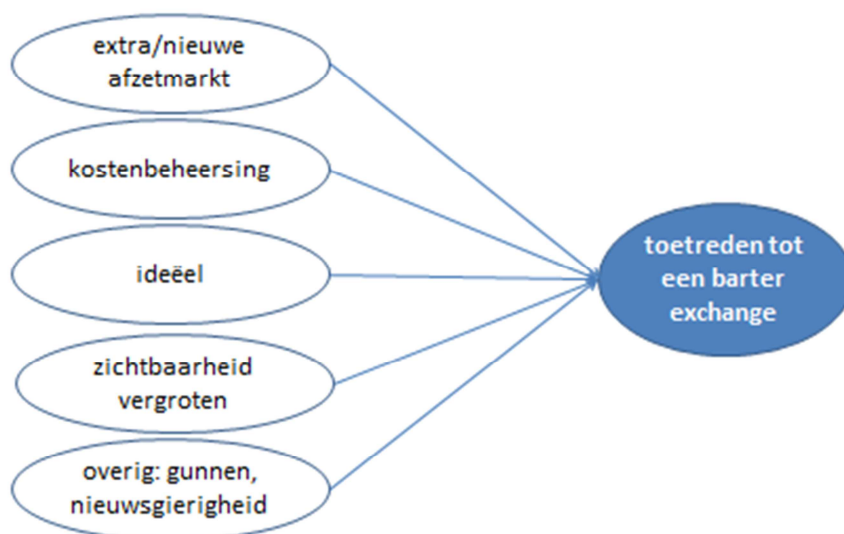 extra/nieuwe
afzetmarkt
kostenbeheersing
ideëel
zichtbaarheid
vergroten
overig: gunnen,
nieuwsgierigheid
toetreden tot
een barter
exchange